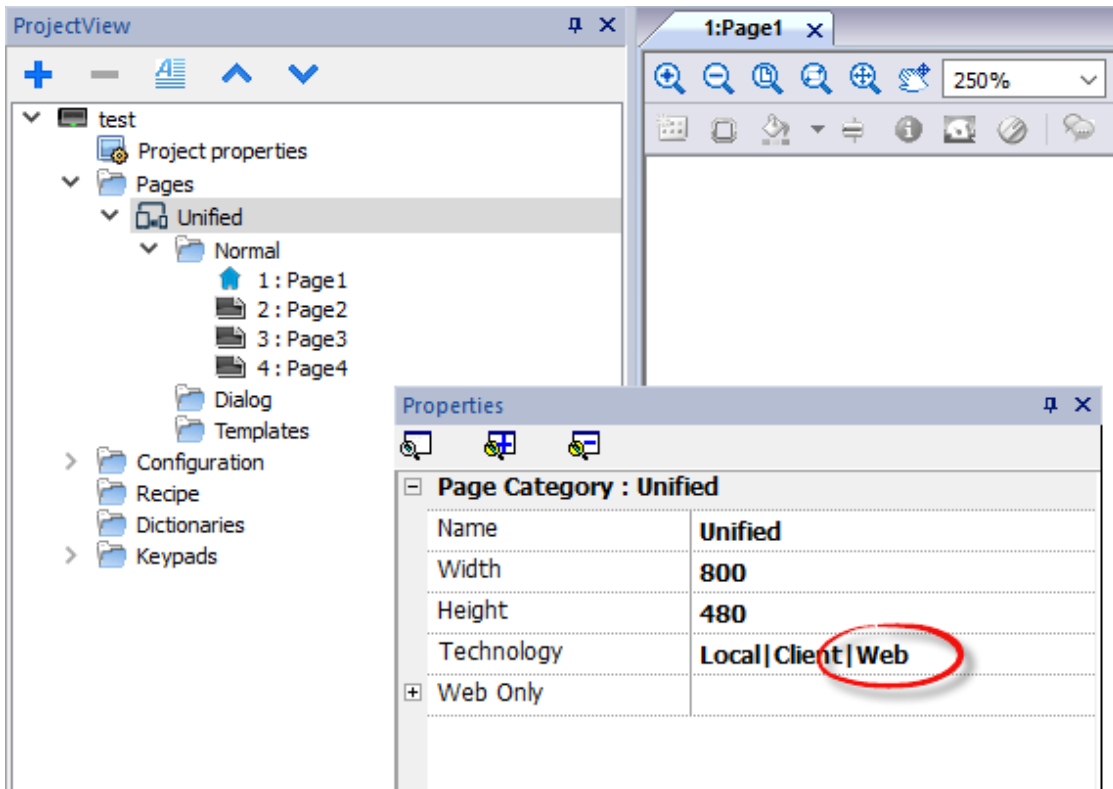 ProjectView
1:Page1
250%
test
Project properties
Pages
Unified
Normal
1 : Page1
2 : Page2
3 : Page3
4 : Page4
Dialog
Templates
Configuration
Recipe
Dictionaries
Keypads
Properties
Page Category : Unified
Name Unified
Width 800
Height 480
Technology Local|Client|Web
Web Only